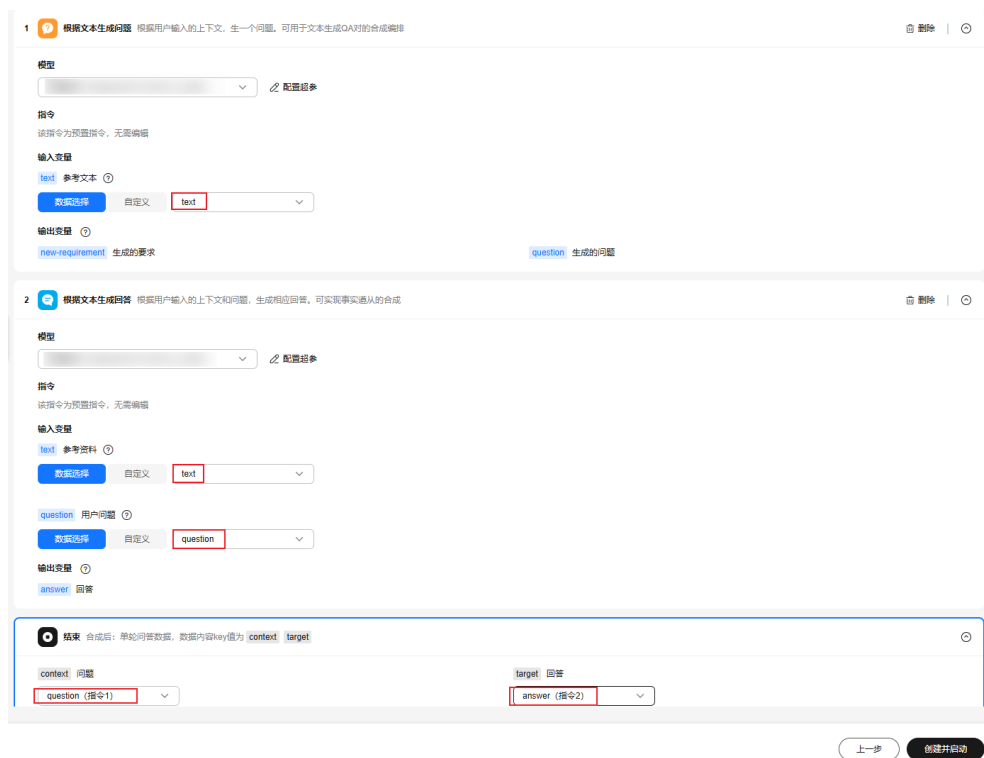 1 根据文本生成问题 根据用户输入的上下文，生一个问题。可用于文本生成QA对的合成编排 删除
模型
配置超参
指令
该指令为预置指令，无需编辑
输入变量
text 参考文本
数据选择 自定义 text
输出变量
new-requirement 生成的要求 question 生成的问题
2 根据文本生成回答 根据用户输入的上下文和问题，生成相应回答。可实现事实遵从的合成 删除
模型
配置超参
指令
该指令为预置指令，无需编辑
输入变量
text 参考资料
数据选择 自定义 text
question 用户问题
数据选择 自定义 question
输出变量
answer 回答
结束 合成后：单轮问答数据，数据内容key值为 context target
context 问题 target 回答
question（指令1） answer（指令2）
上一步 创建并启动